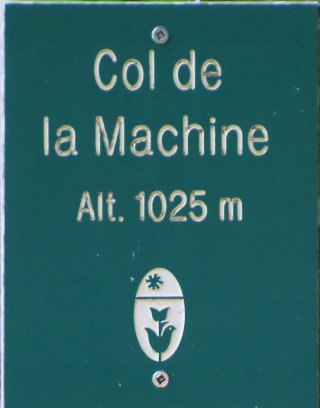 Col de
la Machine
Alt. 1025 m